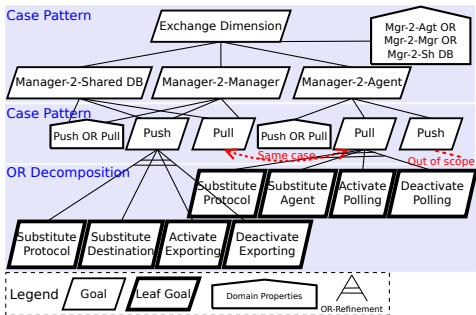 Case Pattern
Exchange Dimension
Mgr-2-Agt OR
Mgr-2-Mgr OR
Mgr-2-Sh DB
Manager-2-Shared DB
Manager-2-Manager
Manager-2-Agent
Case Pattern
Push OR Pull
Push
Pull
Push OR Pull
Pull
Push
Same case
Out of scope
OR Decomposition
Substitute
Protocol
Substitute
Agent
Activate
Polling
Deactivate
Polling
Substitute
Protocol
Substitute
Destination
Activate
Exporting
Deactivate
Exporting
Legend
Goal
Leaf Goal
Domain Properties
OR-Refinement